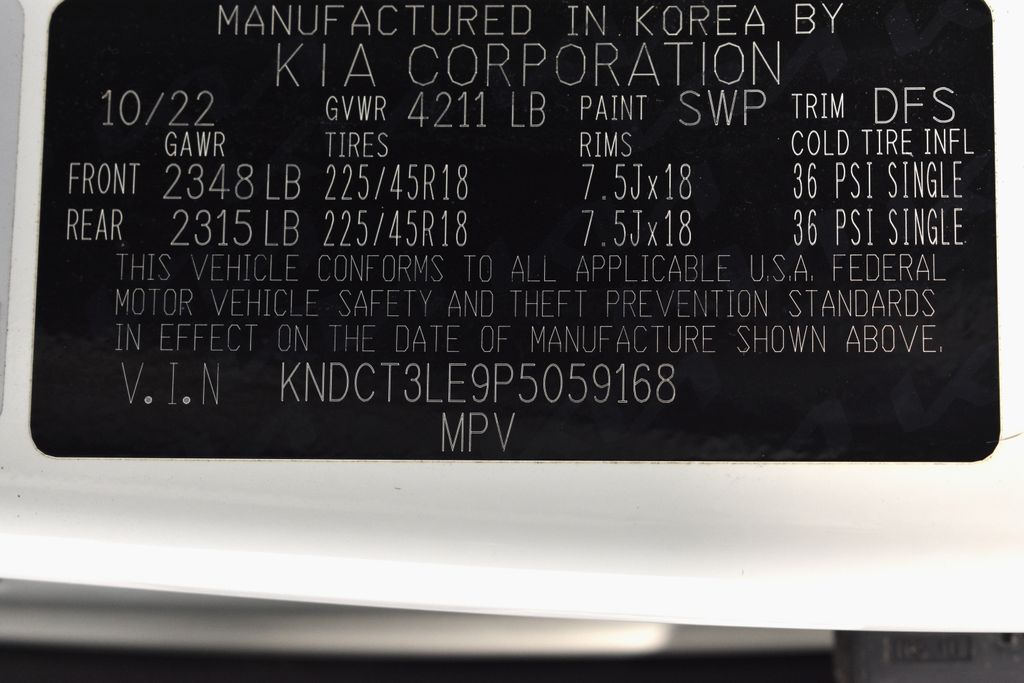 MANUFACTURED IN KOREA BY
KIA CORPORATION
10/22 GVWR 4211 LB PAINT SWP TRIM DFS
GAWR TIRES RIMS COLD TIRE INFL
FRONT 2348 LB 225/45R18 7.5Jx18 36 PSI SINGLE
REAR 2315 LB 225/45R18 7.5Jx18 36 PSI SINGLE
THIS VEHICLE CONFORMS TO ALL APPLICABLE U.S.A. FEDERAL
MOTOR VEHICLE SAFETY AND THEFT PREVENTION STANDARDS
IN EFFECT ON THE DATE OF MANUFACTURE SHOWN ABOVE.
V.I.N KNDCT3LE9P5059168
MPV